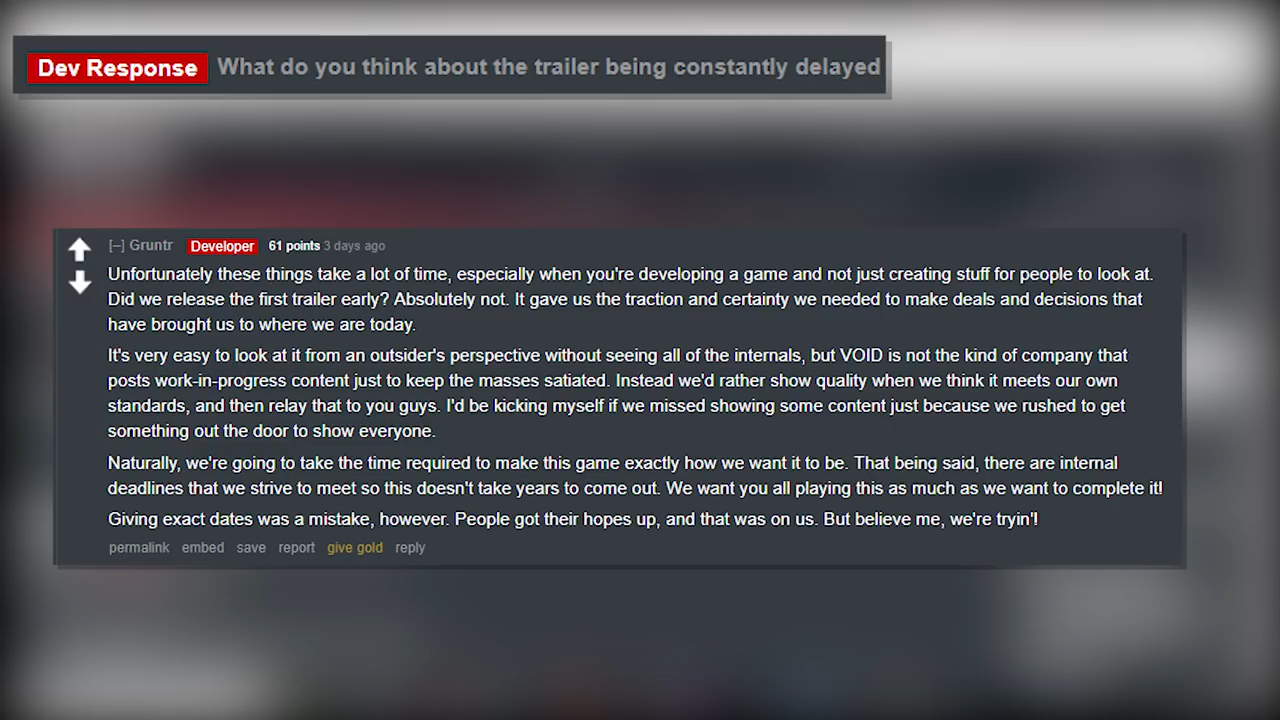 Dev Response What do you think about the trailer being constantly delayed
[–] Gruntr Developer 61 points 3 days ago
Unfortunately these things take a lot of time, especially when you're developing a game and not just creating stuff for people to look at.
Did we release the first trailer early? Absolutely not. It gave us the traction and certainty we needed to make deals and decisions that
have brought us to where we are today.
It's very easy to look at it from an outsider's perspective without seeing all of the internals, but VOID is not the kind of company that
posts work-in-progress content just to keep the masses satiated. Instead we'd rather show quality when we think it meets our own
standards, and then relay that to you guys. I'd be kicking myself if we missed showing some content just because we rushed to get
something out the door to show everyone.
Naturally, we're going to take the time required to make this game exactly how we want it to be. That being said, there are internal
deadlines that we strive to meet so this doesn't take years to come out. We want you all playing this as much as we want to complete it!
Giving exact dates was a mistake, however. People got their hopes up, and that was on us. But believe me, we're tryin'!
permalink embed save report give gold reply